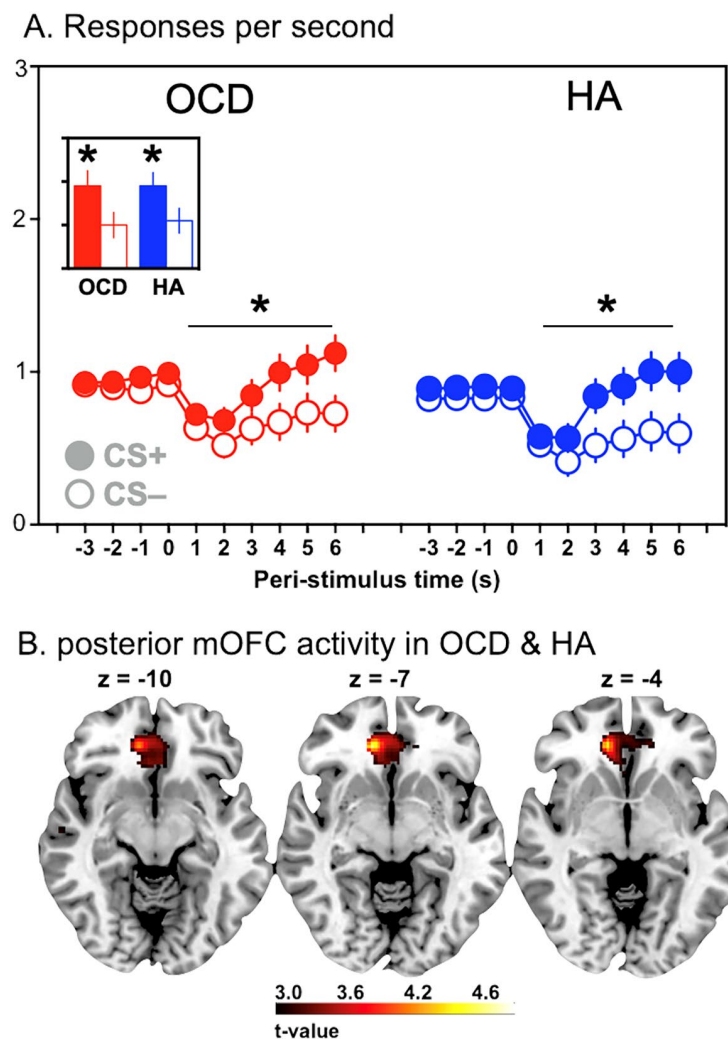 A. Responses per second
3
OCD HA
* *
2
OCD HA
* *
1
CS+
CS–
0
-3 -2 -1 0 1 2 3 4 5 6 -3 -2 -1 0 1 2 3 4 5 6
Peri-stimulus time (s)
B. posterior mOFC activity in OCD & HA
z = -10 z = -7 z = -4
3.0 3.6 4.2 4.6
t-value